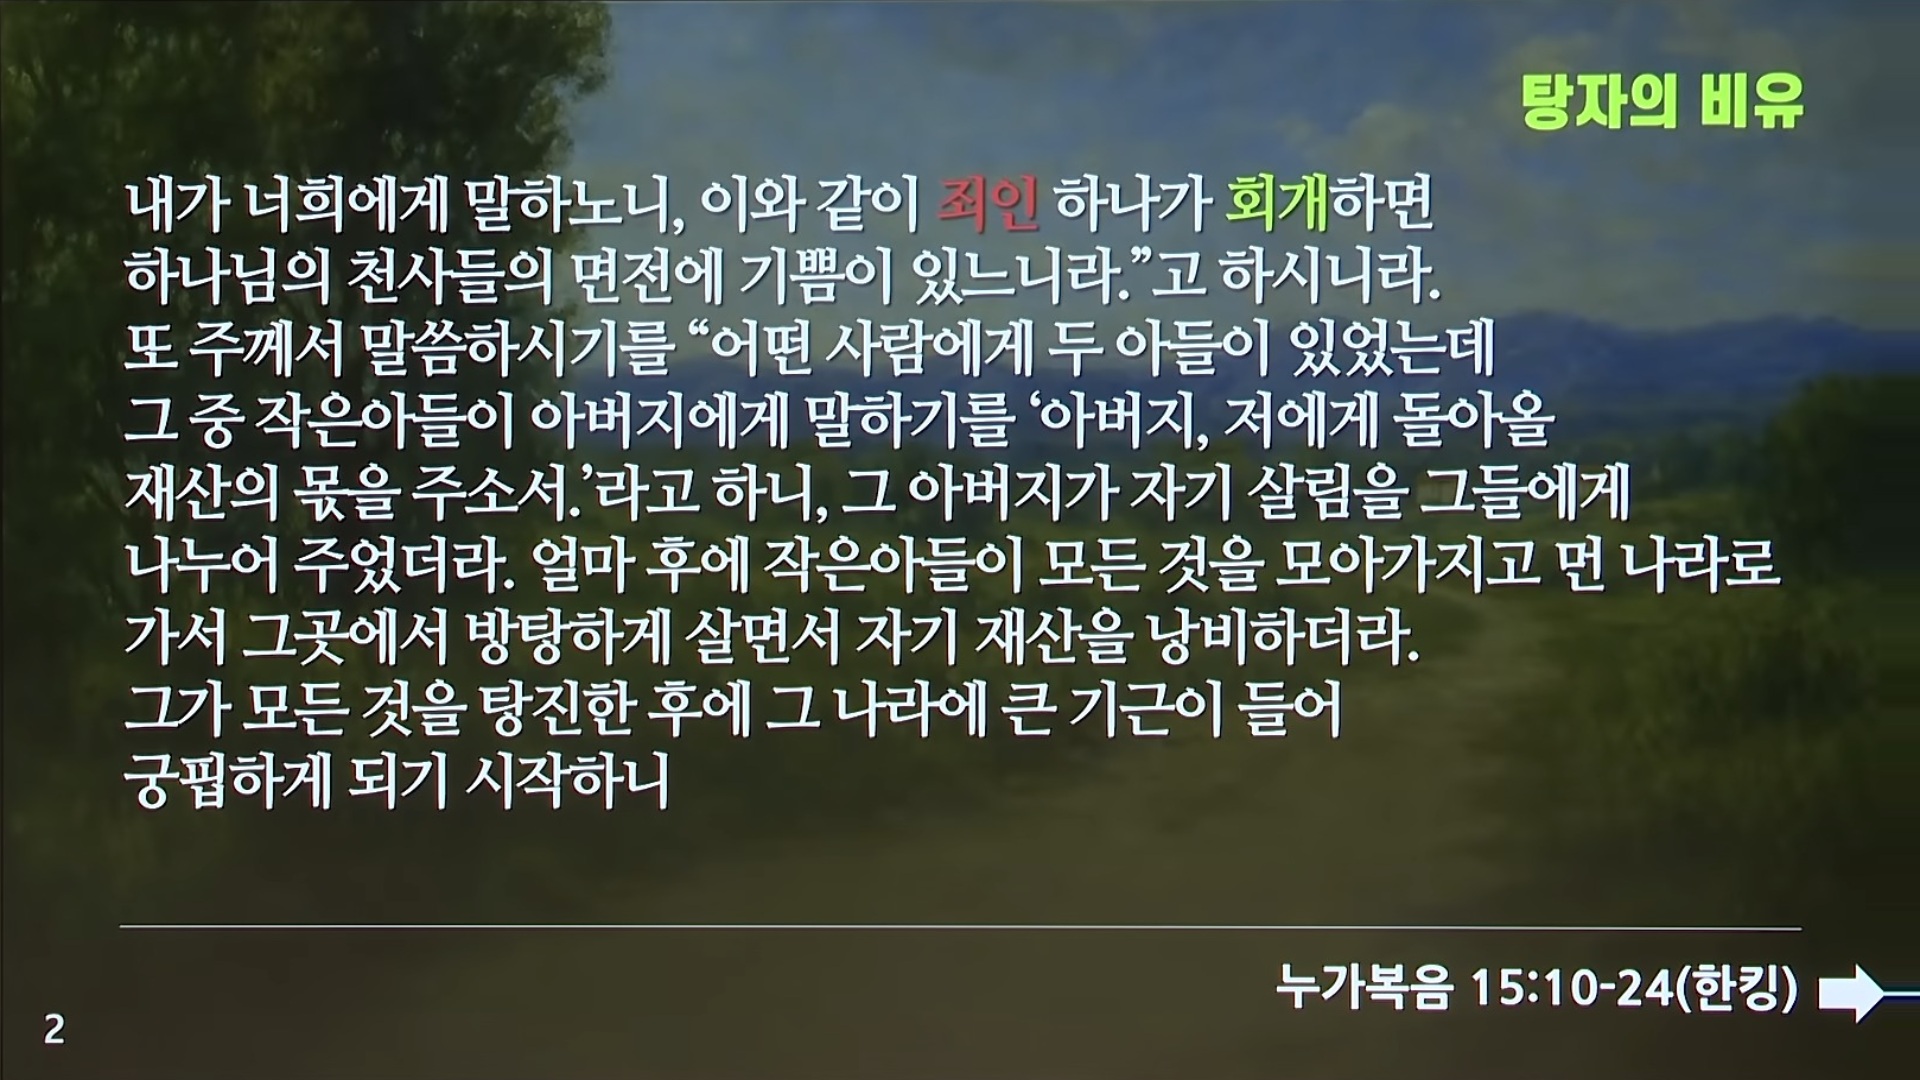 탕자의 비유
내가 너희에게 말하노니, 이와 같이 죄인 하나가 회개하면
하나님의 천사들의 면전에 기쁨이 있느니라.”고 하시니라.
또 주께서 말씀하시기를 “어떤 사람에게 두 아들이 있었는데
그 중 작은아들이 아버지에게 말하기를 ‘아버지, 저에게 돌아올
재산의 몫을 주소서.’라고 하니, 그 아버지가 자기 살림을 그들에게
나누어 주었더라. 얼마 후에 작은아들이 모든 것을 모아가지고 먼 나라로
가서 그곳에서 방탕하게 살면서 자기 재산을 낭비하더라.
그가 모든 것을 탕진한 후에 그 나라에 큰 기근이 들어
궁핍하게 되기 시작하니
누가복음 15:10-24(한킹)
2